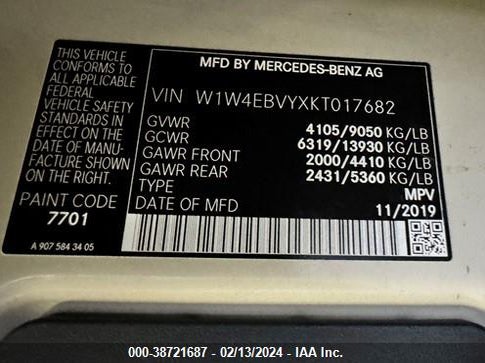 THIS VEHICLE
CONFORMS TO
ALL APPLICABLE
FEDERAL
VEHICLE SAFETY
STANDARDS IN
EFFECT ON THE
DATE OF MANU-
FACTURE SHOWN
ON THE RIGHT.
PAINT CODE
7701
A 907 584 34 05
MFD BY MERCEDES-BENZ AG
VIN W1W4EBVYXKT017682
GVWR 4105/9050 KG/LB
GCWR 6319/13930 KG/LB
GAWR FRONT 2000/4410 KG/LB
GAWR REAR 2431/5360 KG/LB
TYPE MPV
DATE OF MFD 11/2019
000-38721687 - 02/13/2024 - IAA Inc.